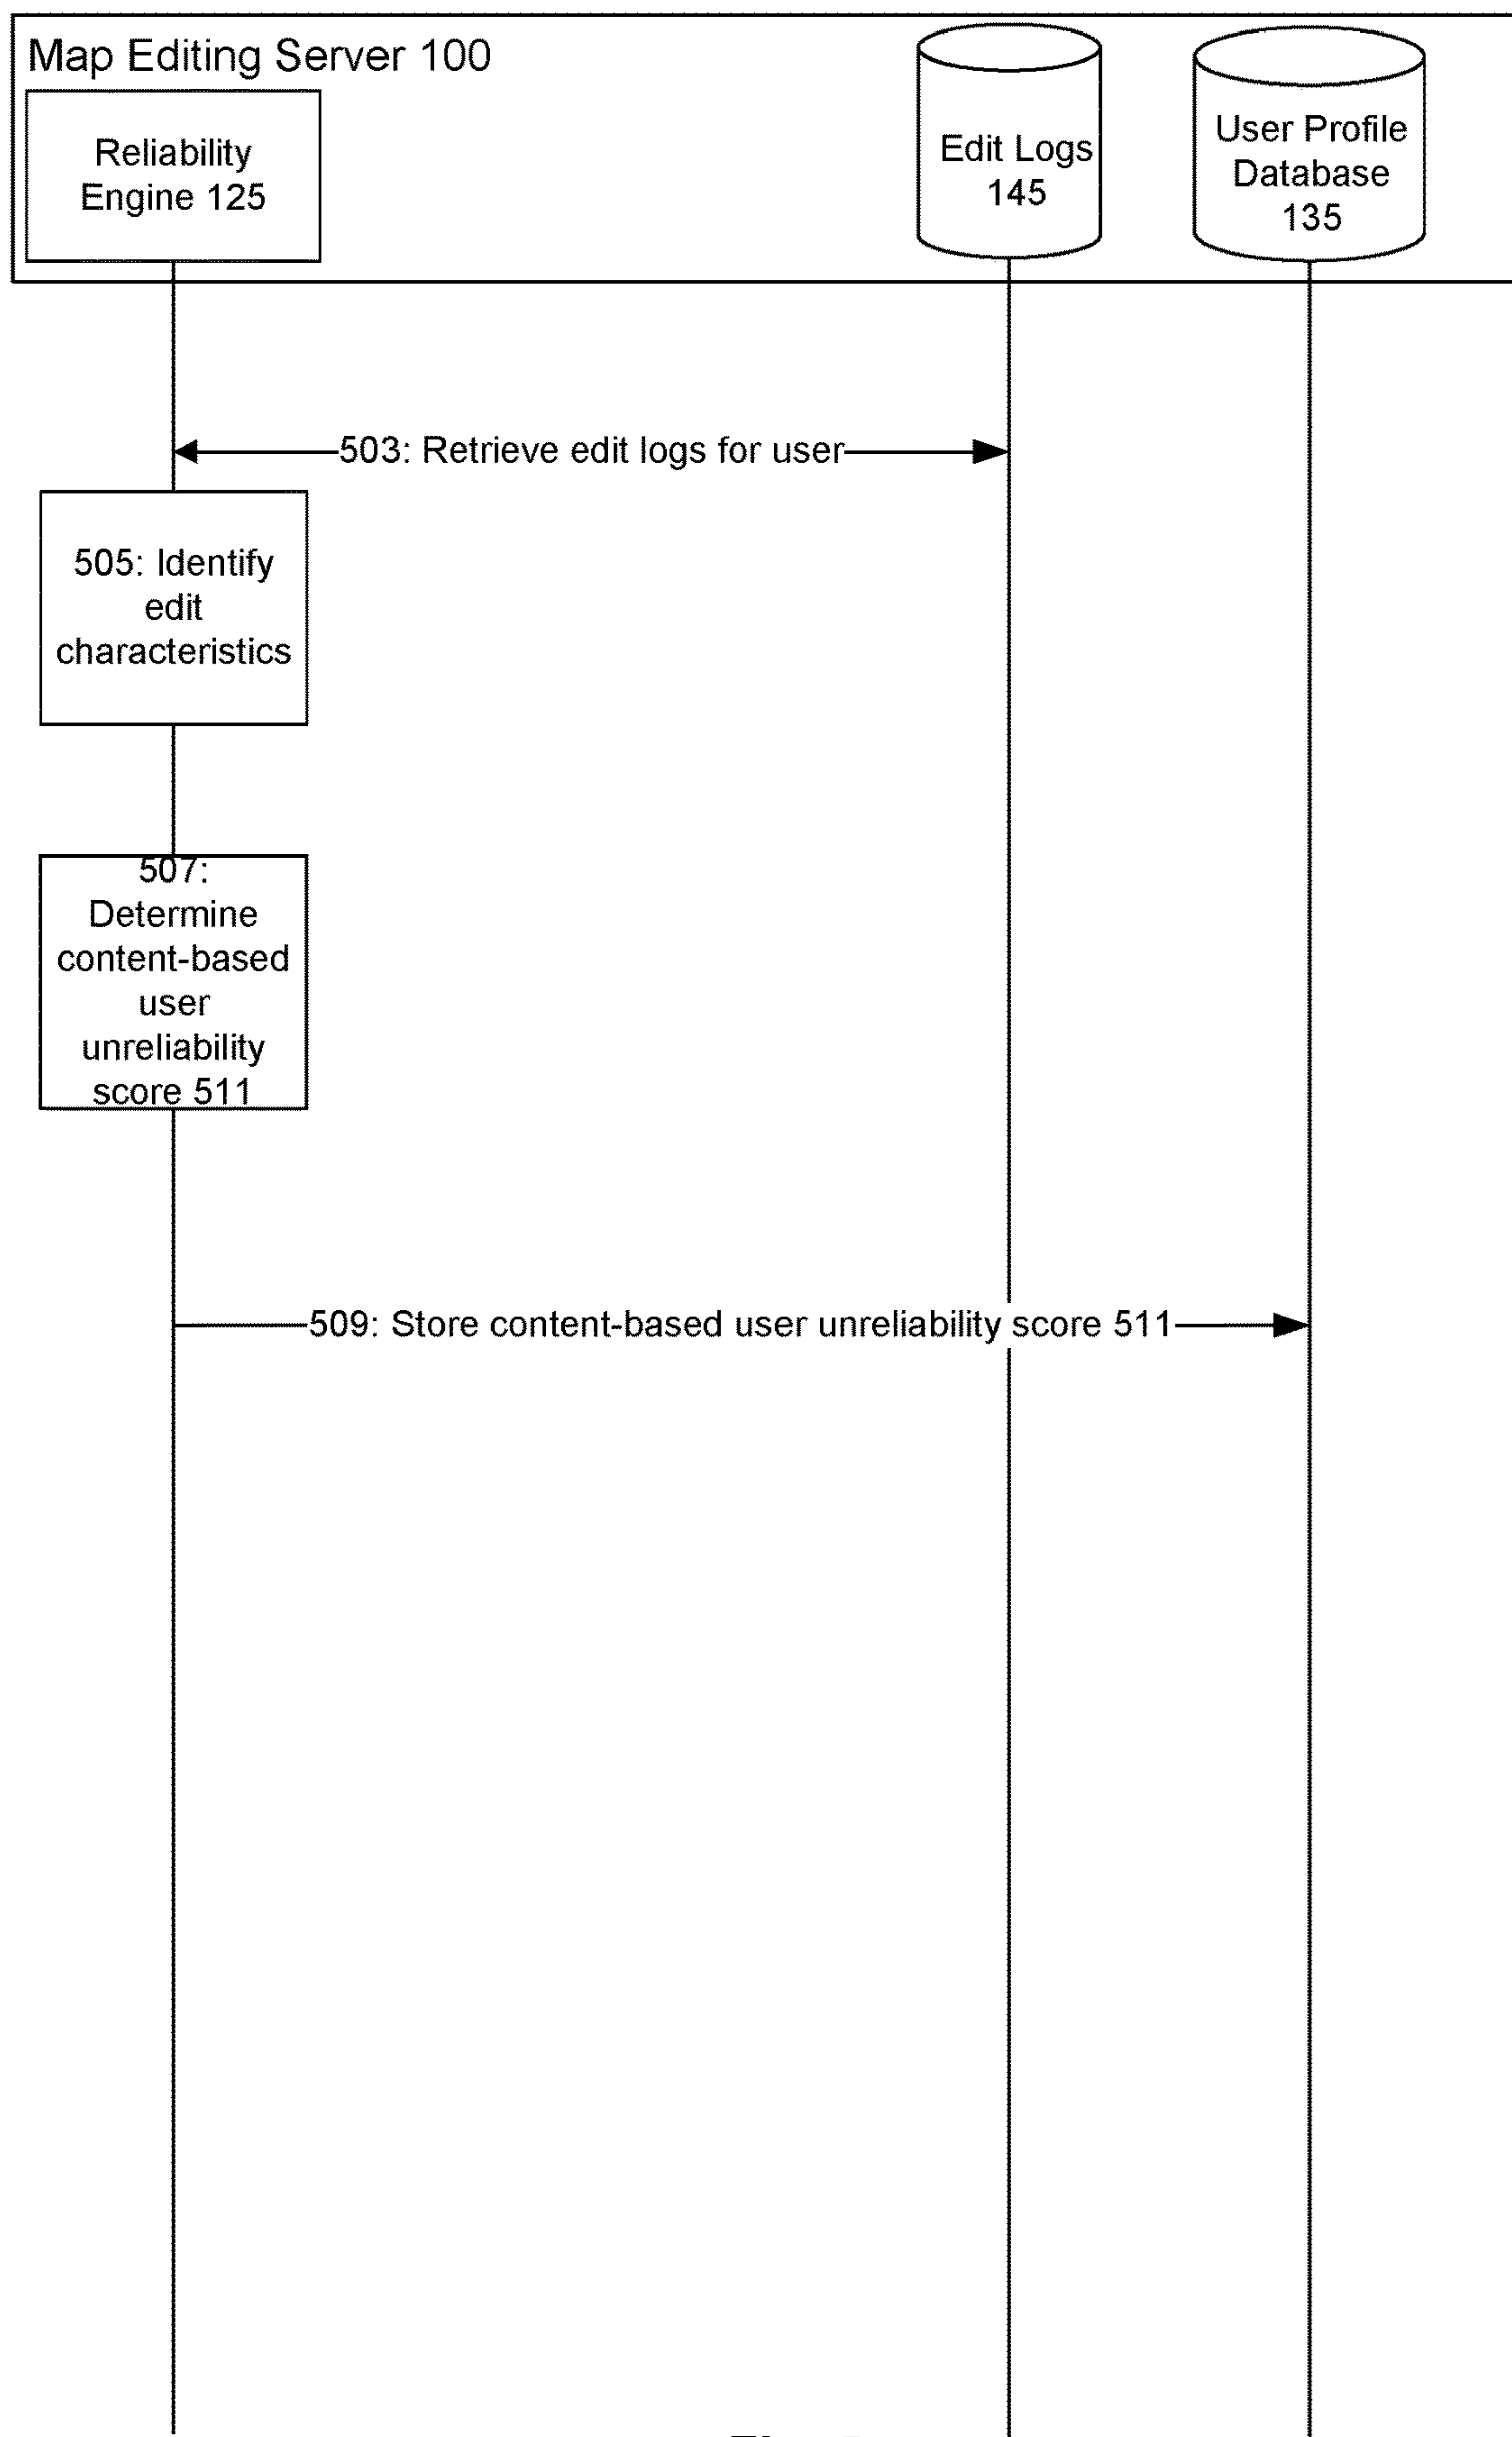 Map Editing Server 100
Reliability
Engine 125
Edit Logs
145
User Profile
Database
135
503: Retrieve edit logs for user
505: Identify
edit
characteristics
507:
Determine
content-based
user
unreliability
score 511
509: Store content-based user unreliability score 511